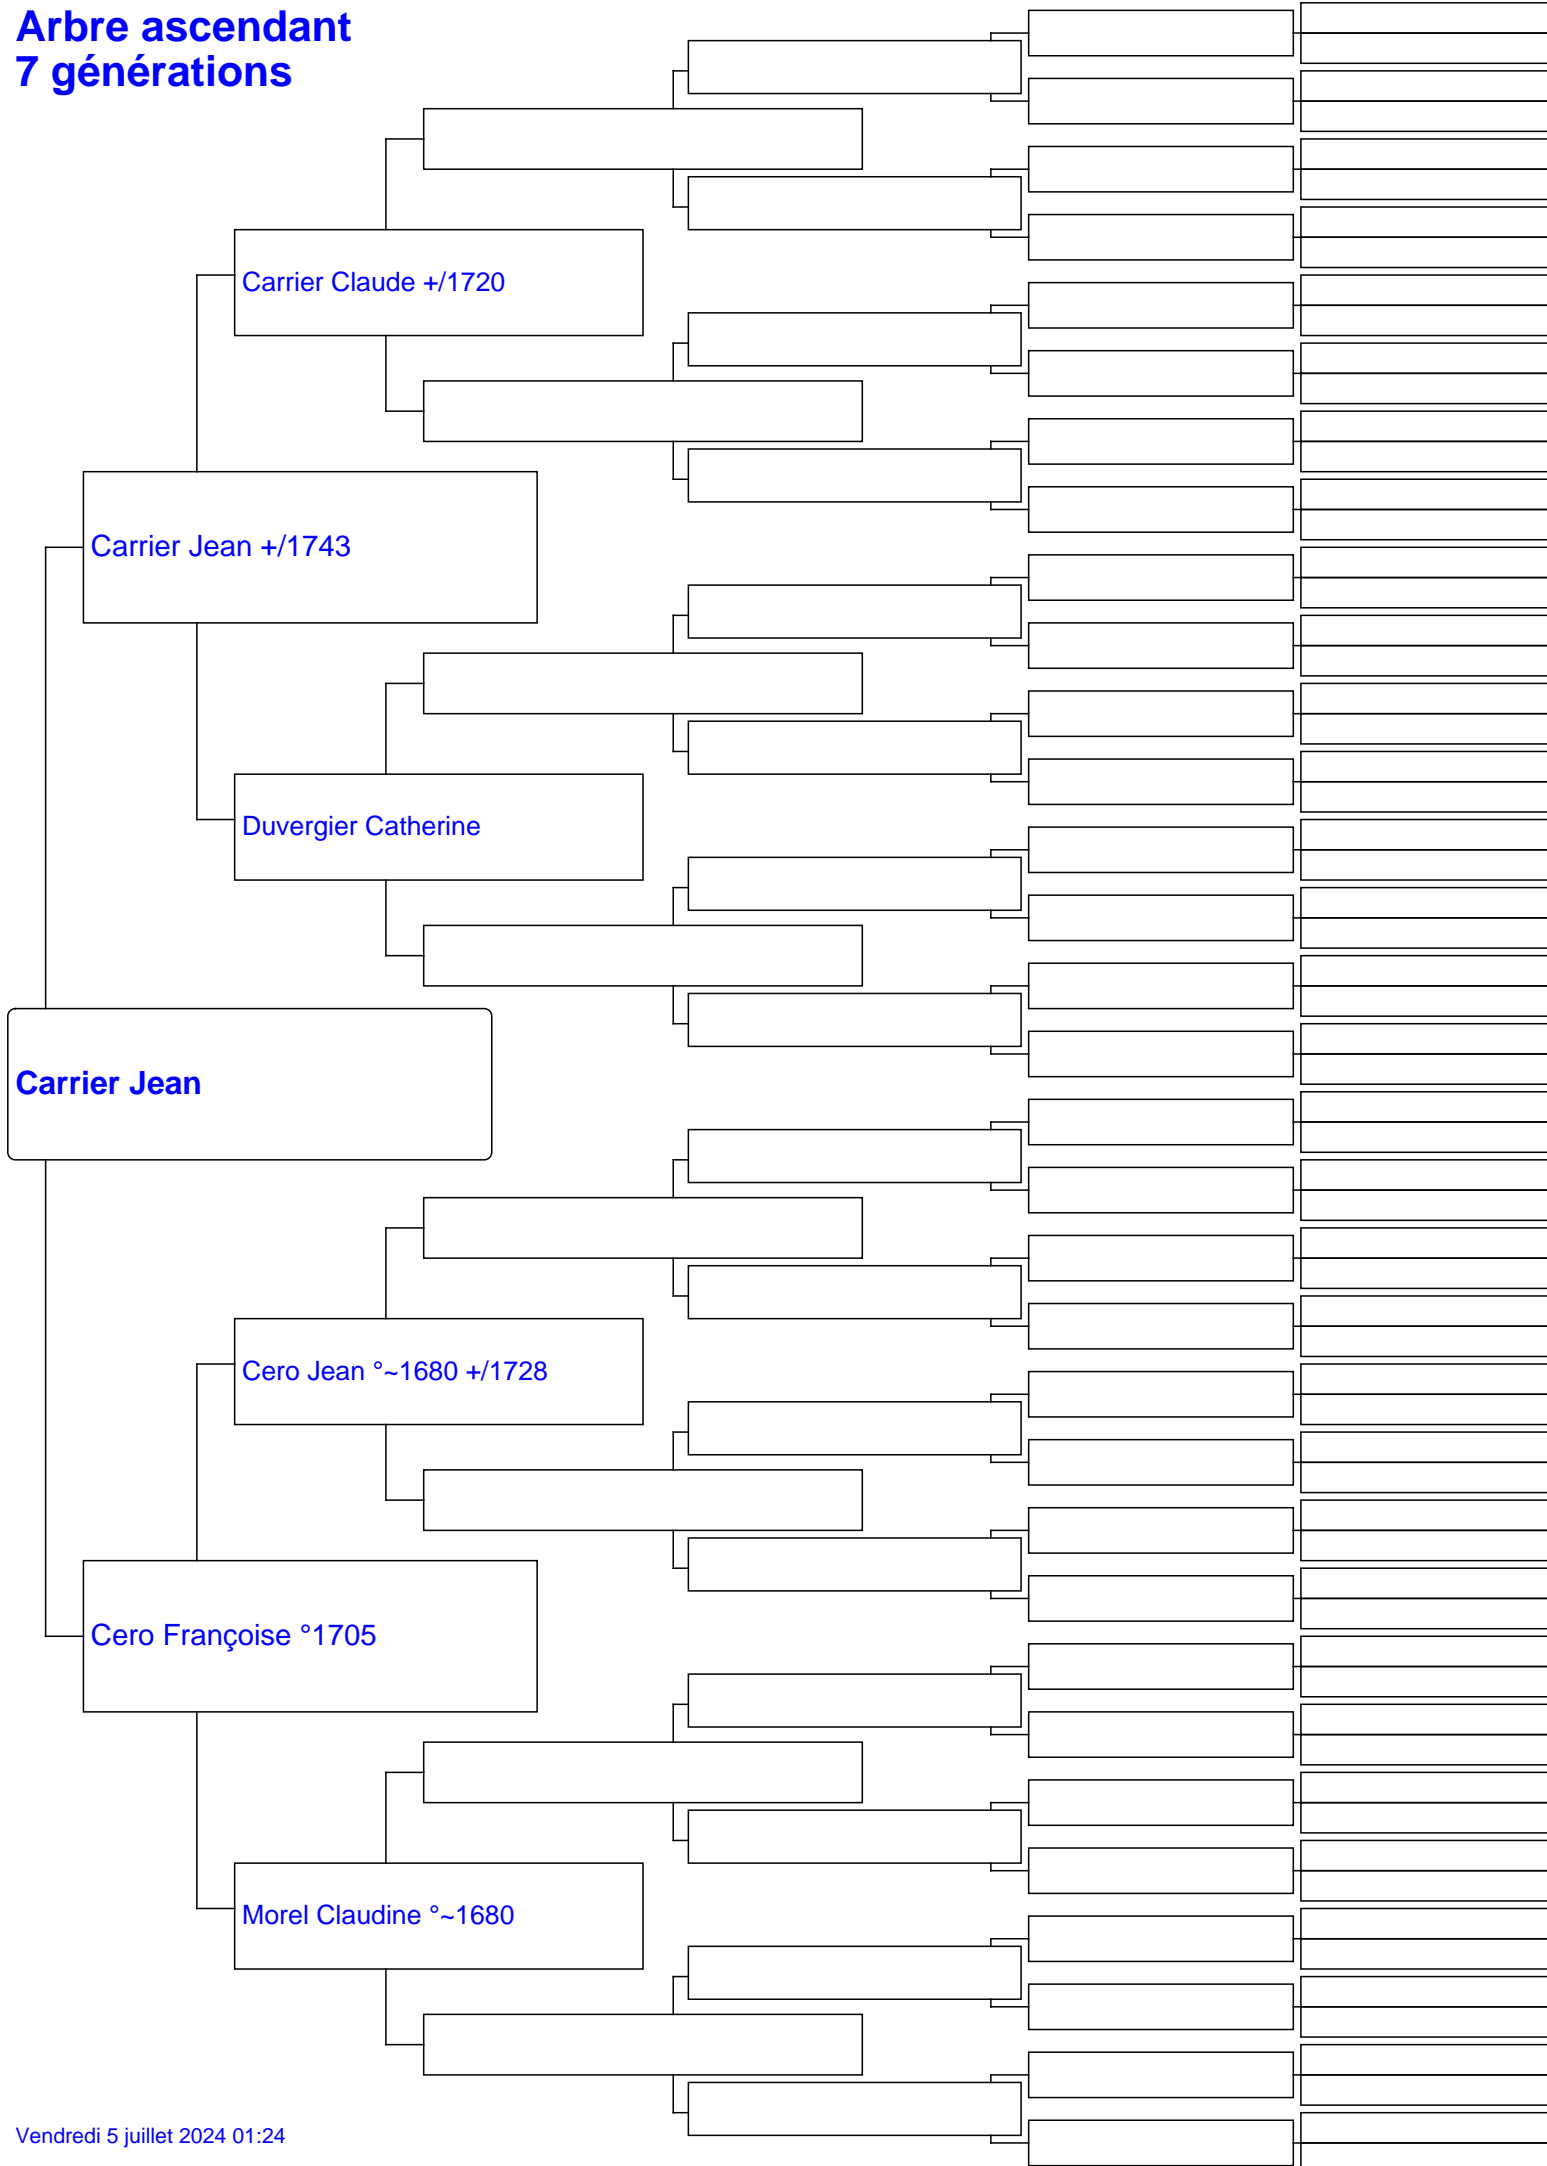 Arbre ascendant
7 générations
Carrier Claude +/1720
Carrier Jean +/1743
Duvergier Catherine
Carrier Jean
Cero Jean °~1680 +/1728
Cero Françoise °1705
Morel Claudine °~1680
Vendredi 5 juillet 2024 01:24